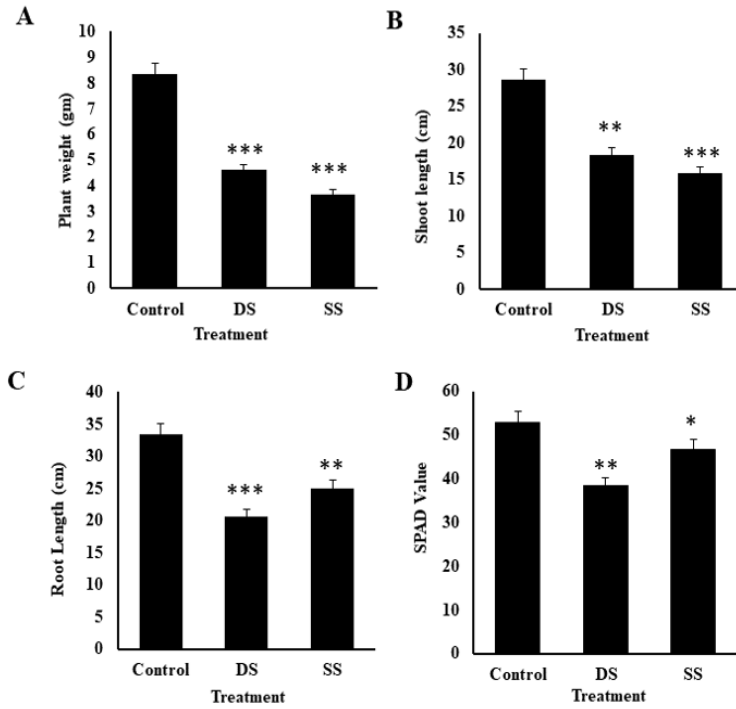 A
Plant weight (gm)
10
9
8
7
6
5
4
3
2
1
0
***
***
Control DS SS
Treatment
B
Shoot length (cm)
35
30
25
20
15
10
5
0
**
***
Control DS SS
Treatment
C
Root Length (cm)
40
35
30
25
20
15
10
5
0
***
**
Control DS SS
Treatment
D
SPAD Value
60
50
40
30
20
10
0
**
*
Control DS SS
Treatment